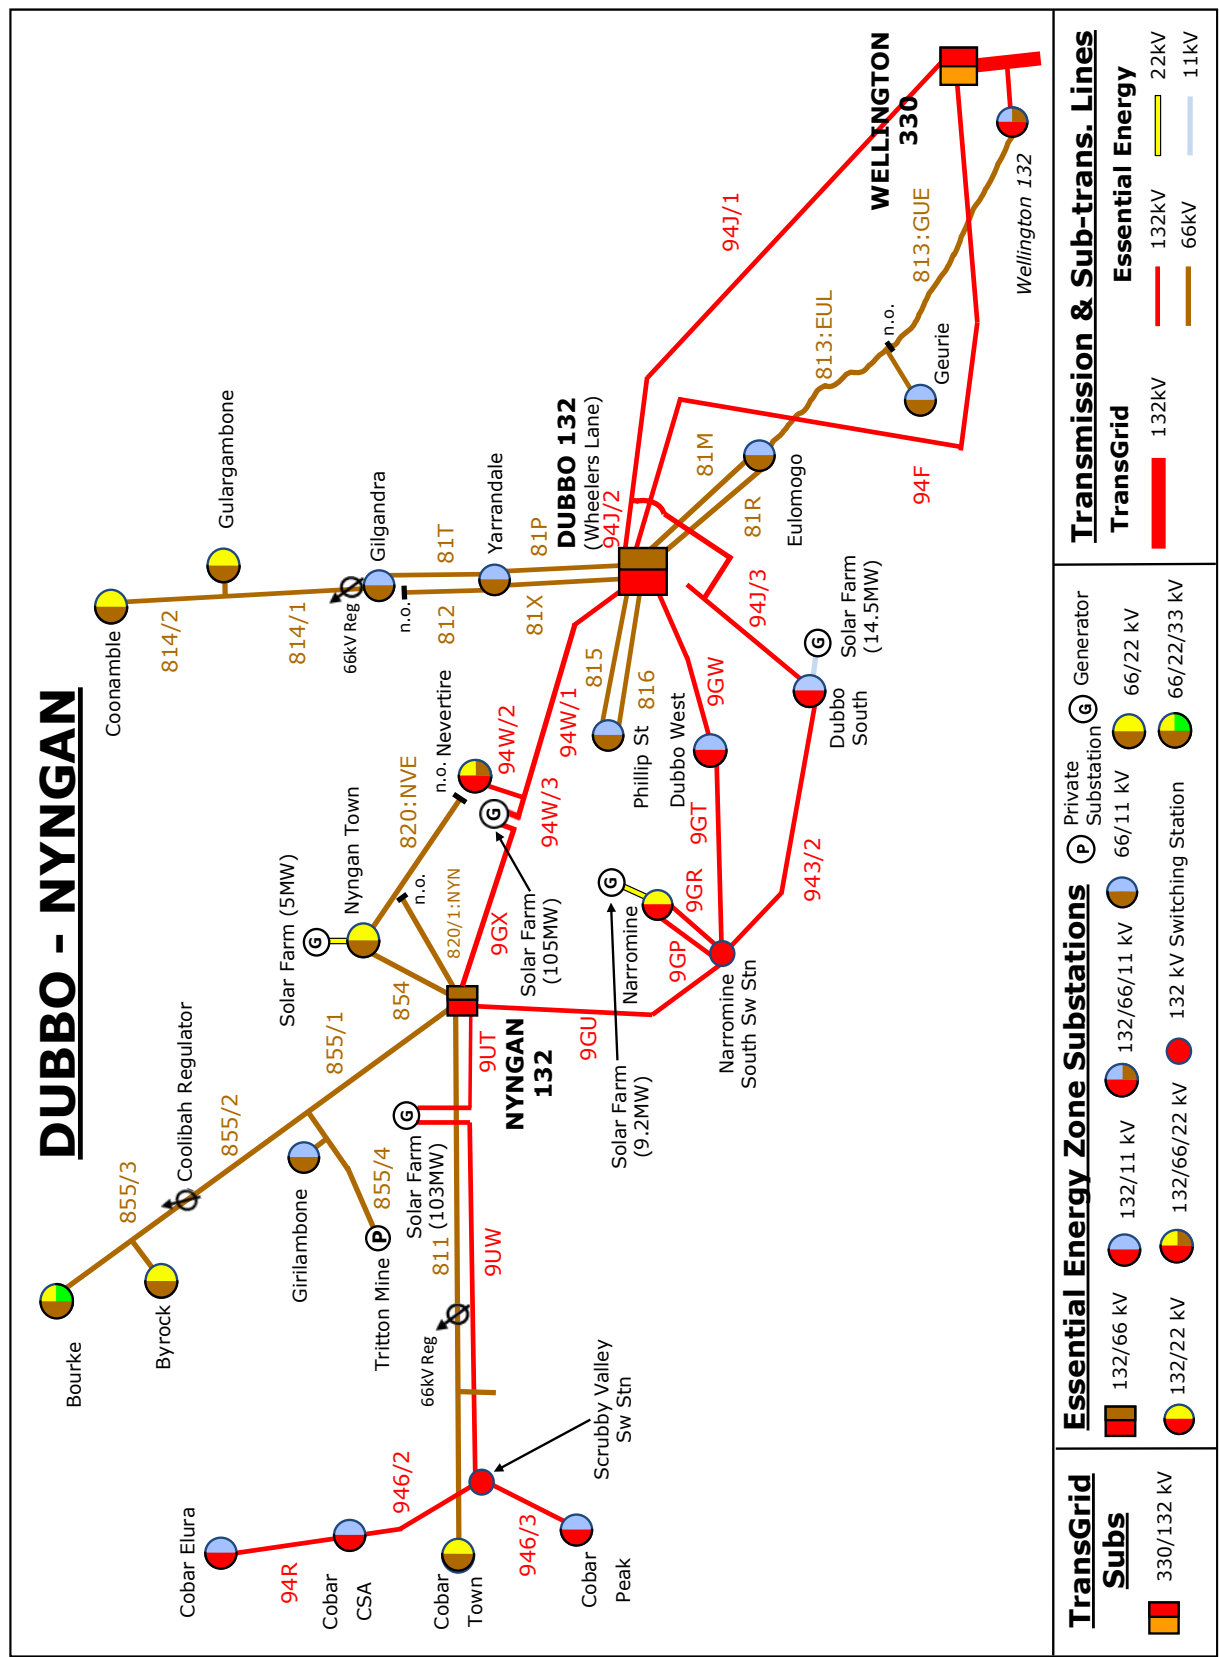 DUBBO – NYNGAN
Bourke
Byrock
855/3
Coolibah Regulator
855/2
855/1
Girilambone
Tritton Mine
P
855/4
Solar Farm (5MW)
G
Nyngan Town
854
820/1:NYN
n.o.
820:NVE
n.o.
Nevertire
Coonamble
814/2
Gulargambone
814/1
66kV Reg
Gilgandra
n.o.
812
81T
Yarrandale
81X
81P
DUBBO 132
(Wheelers Lane)
94J/2
94J/1
WELLINGTON
330
Wellington 132
813:GUE
813:EUL
n.o.
Geurie
94F
81M
81R
Eulomogo
94J/3
Solar Farm
(14.5MW)
G
Dubbo
South
815
816
Phillip St
Dubbo West
9GW
9GT
943/2
94W/1
94W/2
94W/3
G
Solar Farm
(105MW)
9GX
G
Narromine
9GR
9GP
Narromine
South Sw Stn
Solar Farm
(9.2MW)
9GU
NYNGAN
132
9UT
G
Solar Farm
(103MW)
811
9UW
66kV Reg
Scrubby Valley
Sw Stn
946/2
946/3
Cobar Elura
94R
Cobar
CSA
Cobar
Town
Cobar
Peak
TransGrid
Subs
330/132 kV
Essential Energy Zone Substations
P
Private
Substation
G
Generator
132/66 kV
132/11 kV
132/66/11 kV
66/11 kV
66/22 kV
132/22 kV
132/66/22 kV
132 kV Switching Station
66/22/33 kV
Transmission & Sub-trans. Lines
TransGrid
132kV
Essential Energy
132kV
22kV
66kV
11kV